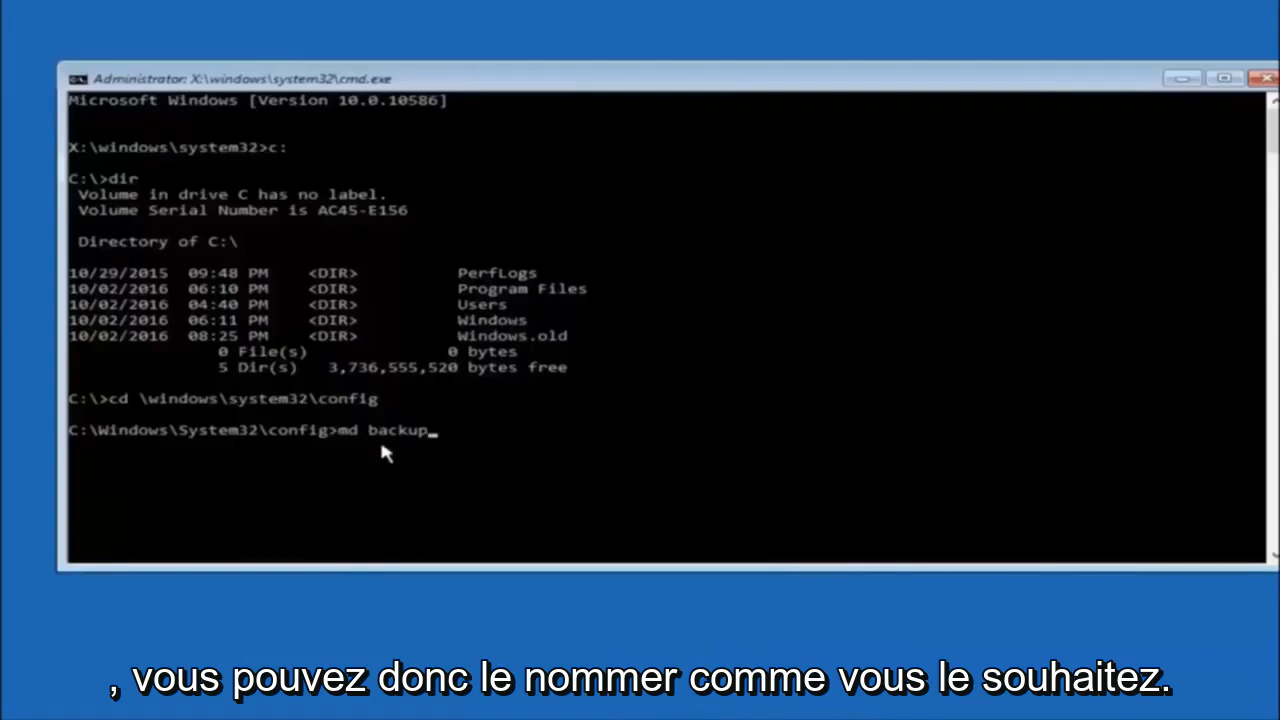 Administrator: X:\windows\system32\cmd.exe
Microsoft Windows [Version 10.0.10586]
X:\windows\system32>c:
C:\>dir
Volume in drive C has no label.
Volume Serial Number is AC45-E156
Directory of C:\
10/29/2015 09:48 PM <DIR> PerfLogs
10/02/2016 06:10 PM <DIR> Program Files
10/02/2016 04:40 PM <DIR> Users
10/02/2016 06:11 PM <DIR> Windows
10/02/2016 08:25 PM <DIR> Windows.old
0 File(s) 0 bytes
5 Dir(s) 3,736,555,520 bytes free
C:\>cd \windows\system32\config
C:\Windows\System32\config>md backup_
, vous pouvez donc le nommer comme vous le souhaitez.